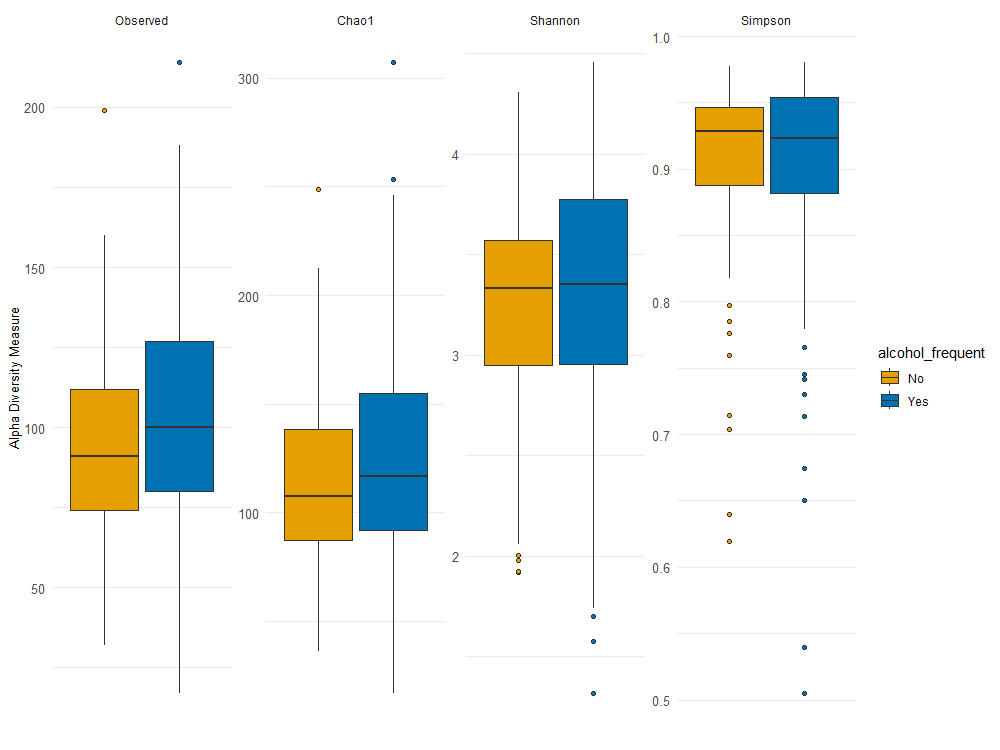 Observed
Chao1
Shannon
Simpson
Alpha Diversity Measure
200
150
100
50
300
200
100
4
3
2
1.0
0.9
0.8
0.7
0.6
0.5
alcohol_frequent
No
Yes